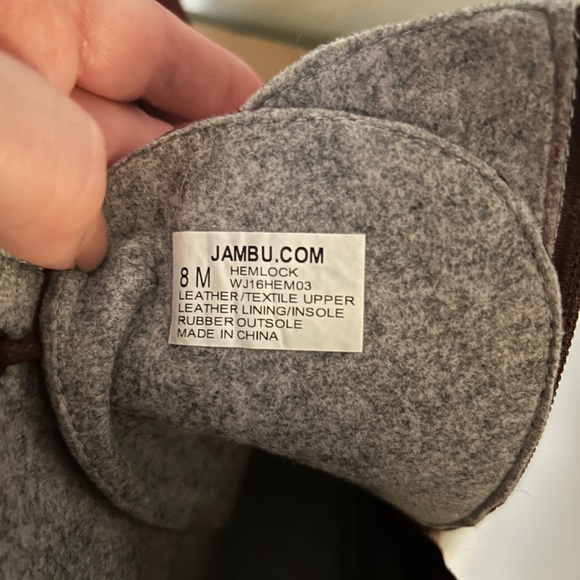 JAMBU.COM
8 M HEMLOCK
WJ16HEM03
LEATHER/TEXTILE UPPER
LEATHER LINING/INSOLE
RUBBER OUTSOLE
MADE IN CHINA